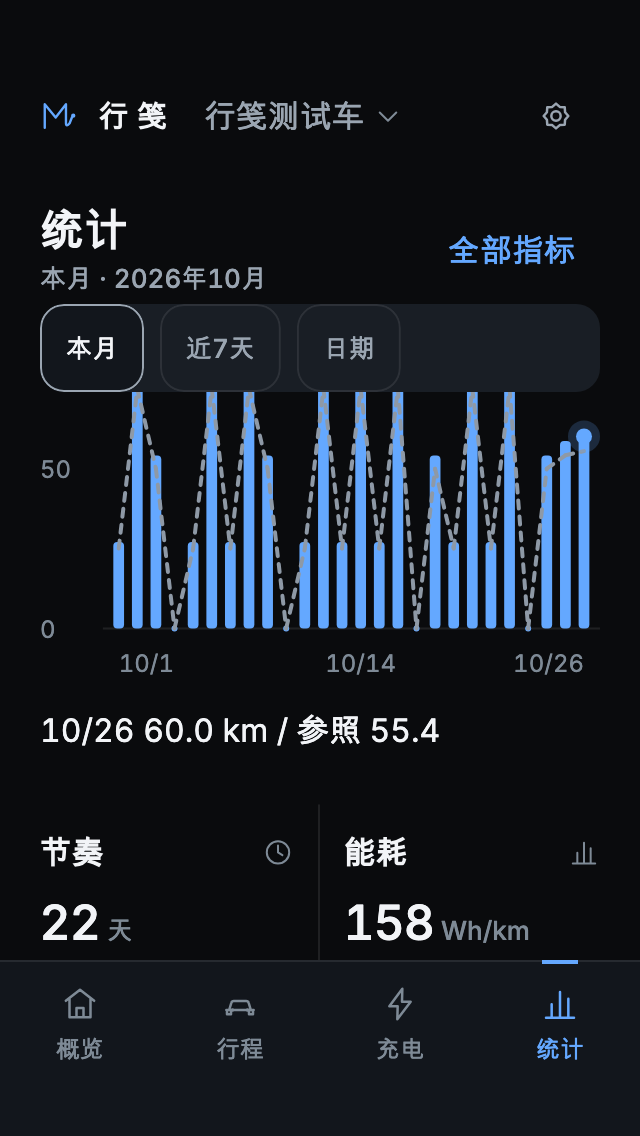 行笺 行笺测试车
统计
全部指标
本月 · 2026年10月
本月 近7天 日期
50
0
10/1 10/14 10/26
10/26 60.0 km / 参照 55.4
节奏 能耗
22 天 158 Wh/km
概览 行程 充电 统计